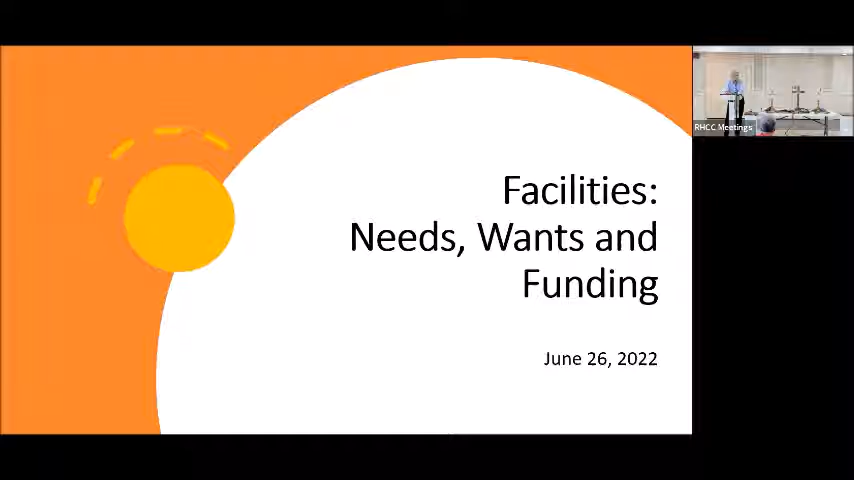 Facilities:
Needs, Wants and
Funding
June 26, 2022
RHCC Meetings